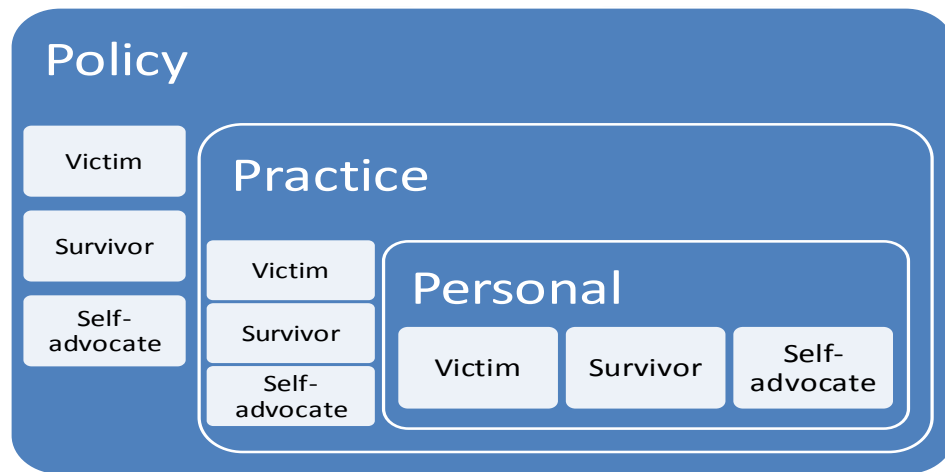 Policy
Victim
Survivor
Self-
advocate
Practice
Victim
Survivor
Self-
advocate
Personal
Victim
Survivor
Self-
advocate